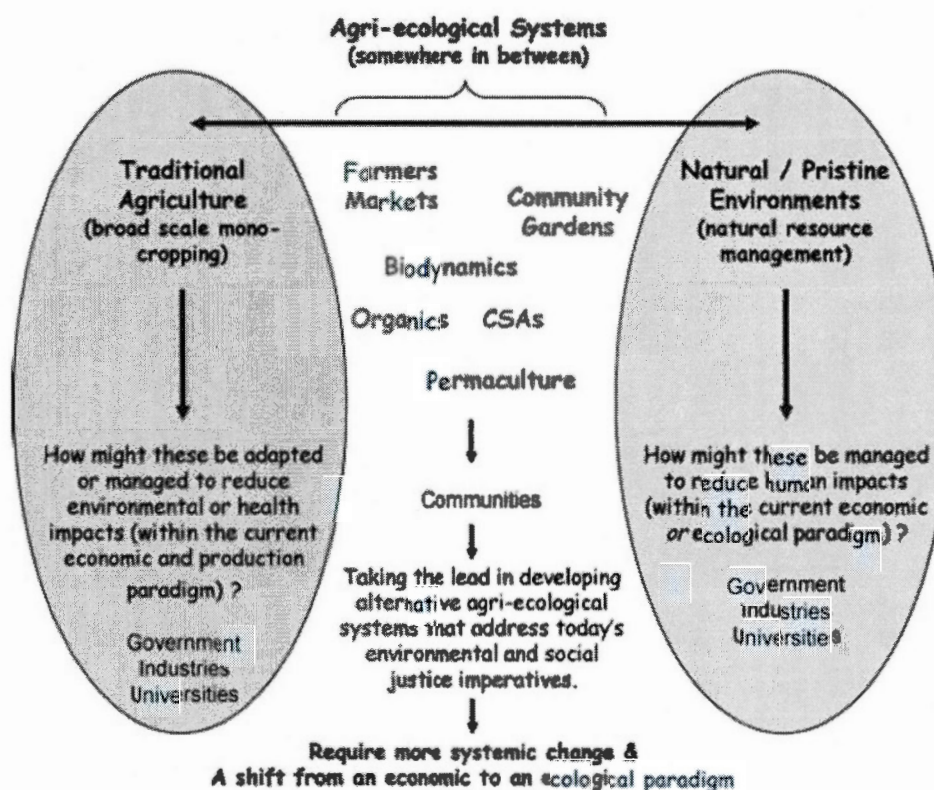 Agri-ecological Systems
(somewhere in between)
Traditional
Agriculture
(broad scale mono-
cropping)
How might these be adapted
or managed to reduce
environmental or health
impacts (within the current
economic and production
paradigm) ?
Government
Industries
Universities
Farmers
Markets
Community
Gardens
Biodynamics
Organics CSAs
Permaculture
Communities
Taking the lead in developing
alternative agri-ecological
systems that address today's
environmental and social
justice imperatives.
Require more systemic change &
A shift from an economic to an ecological paradigm
Natural / Pristine
Environments
(natural resource
management)
How might these be managed
to reduce human impacts
(within the current economic
or ecological paradigm) ?
Government
Industries
Universities